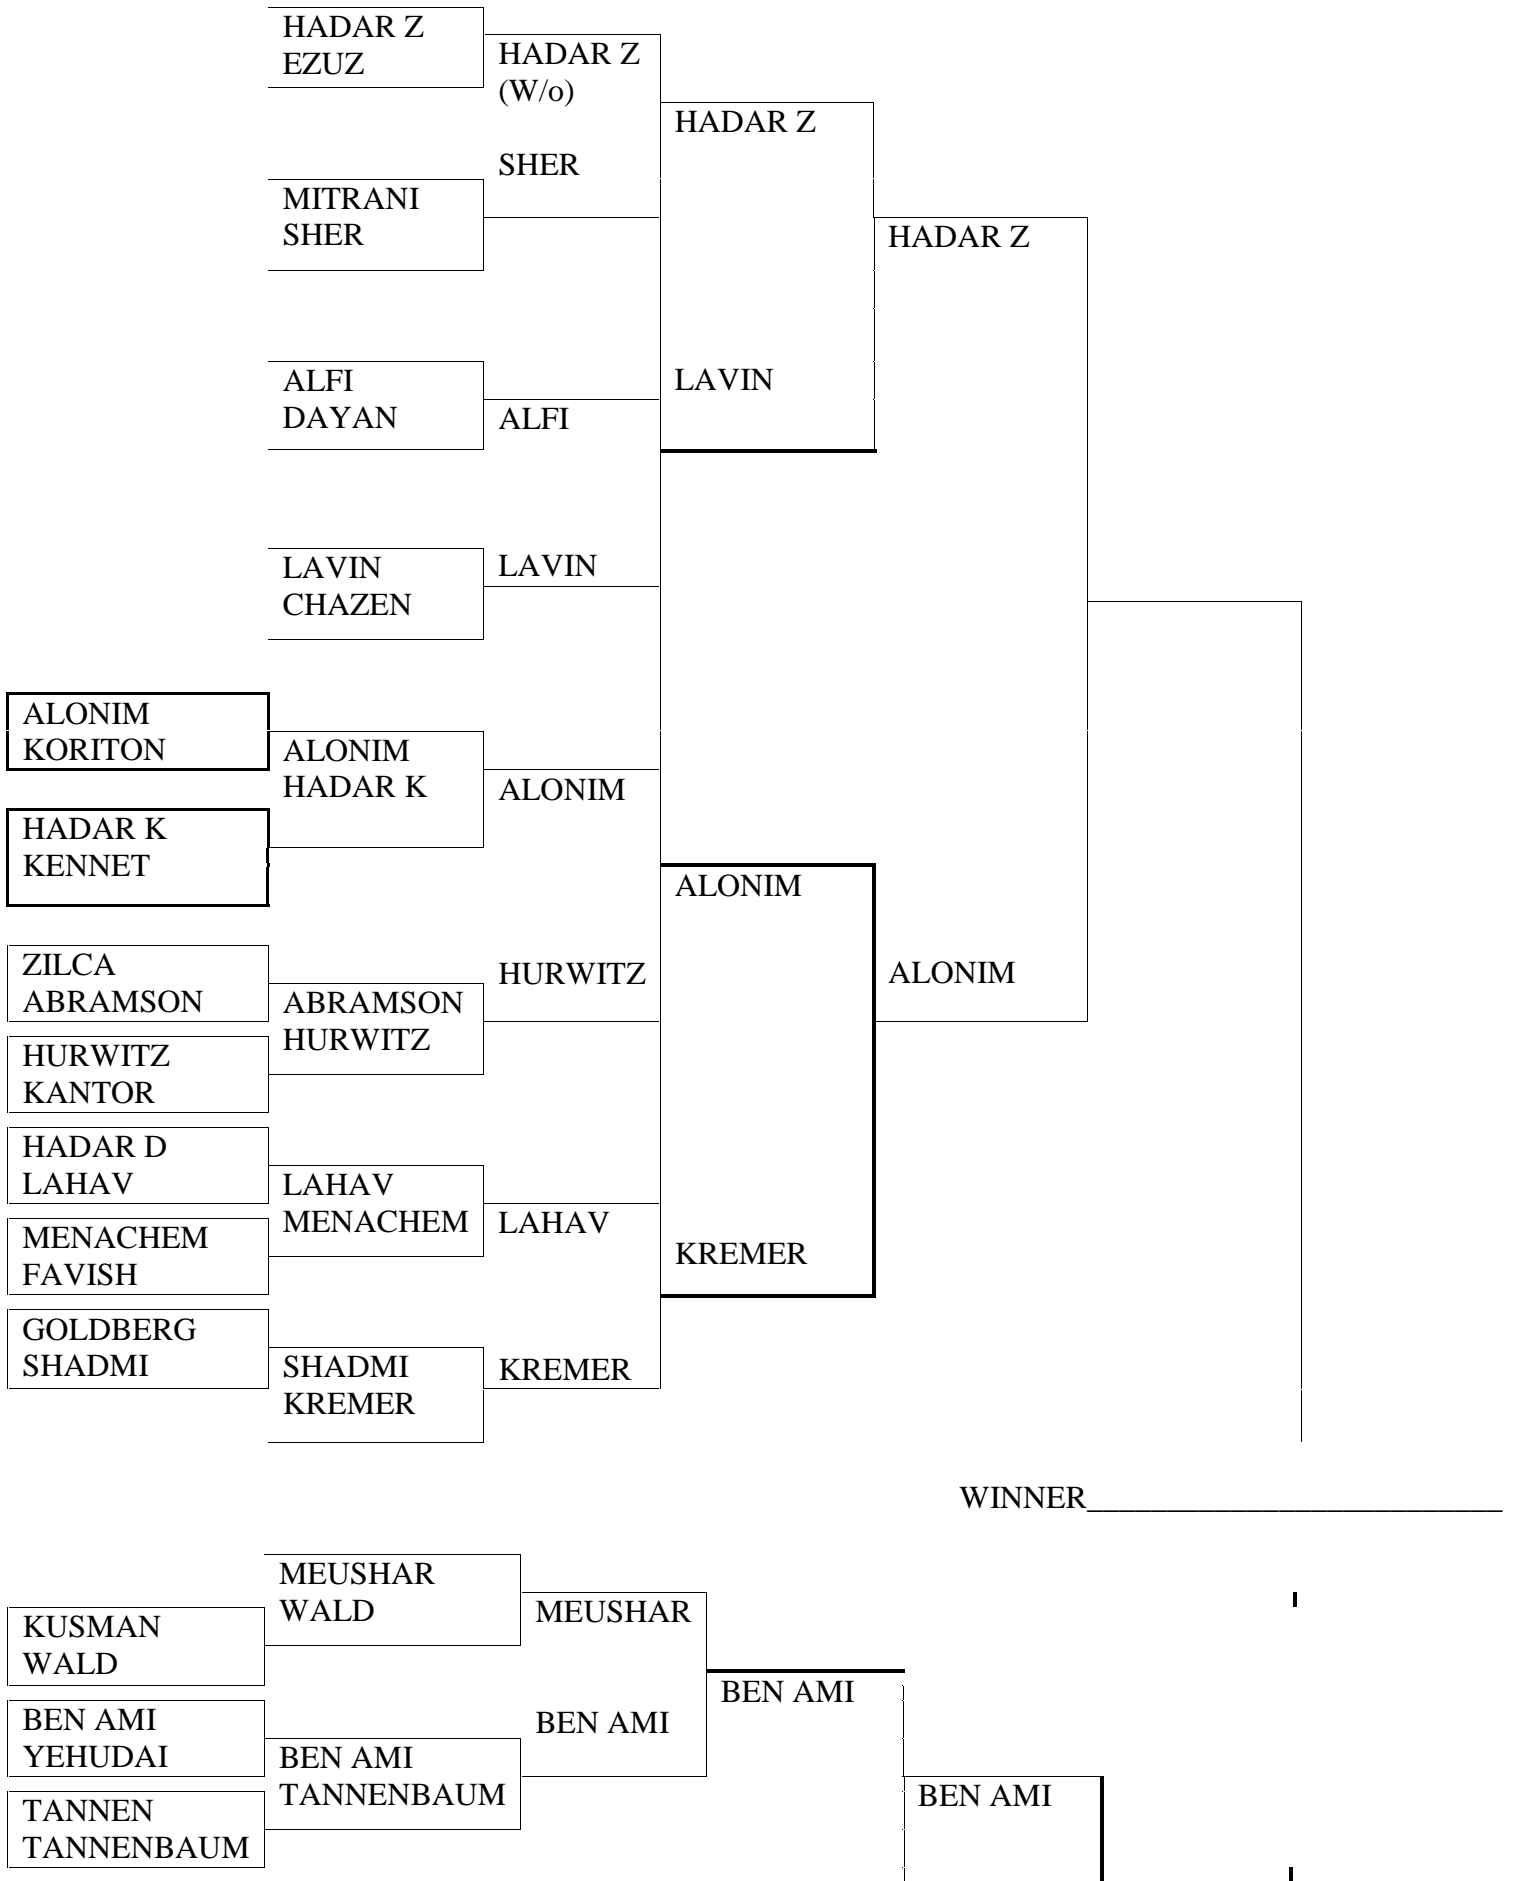 HADAR Z
EZUZ
HADAR Z
(W/o)
HADAR Z
SHER
MITRANI
SHER
HADAR Z
ALFI
DAYAN
LAVIN
ALFI
LAVIN
CHAZEN
LAVIN
ALONIM
KORITON
ALONIM
HADAR K
ALONIM
HADAR K
KENNET
ALONIM
ZILCA
ABRAMSON
ABRAMSON
HURWITZ
HURWITZ
ALONIM
HURWITZ
KANTOR
HADAR D
LAHAV
LAHAV
MENACHEM
LAHAV
KREMER
MENACHEM
FAVISH
GOLDBERG
SHADMI
SHADMI
KREMER
KREMER
WINNER__________________________
MEUSHAR
WALD
MEUSHAR
KUSMAN
WALD
BEN AMI
BEN AMI
YEHUDAI
BEN AMI
BEN AMI
TANNENBAUM
BEN AMI
TANNEN
TANNENBAUM